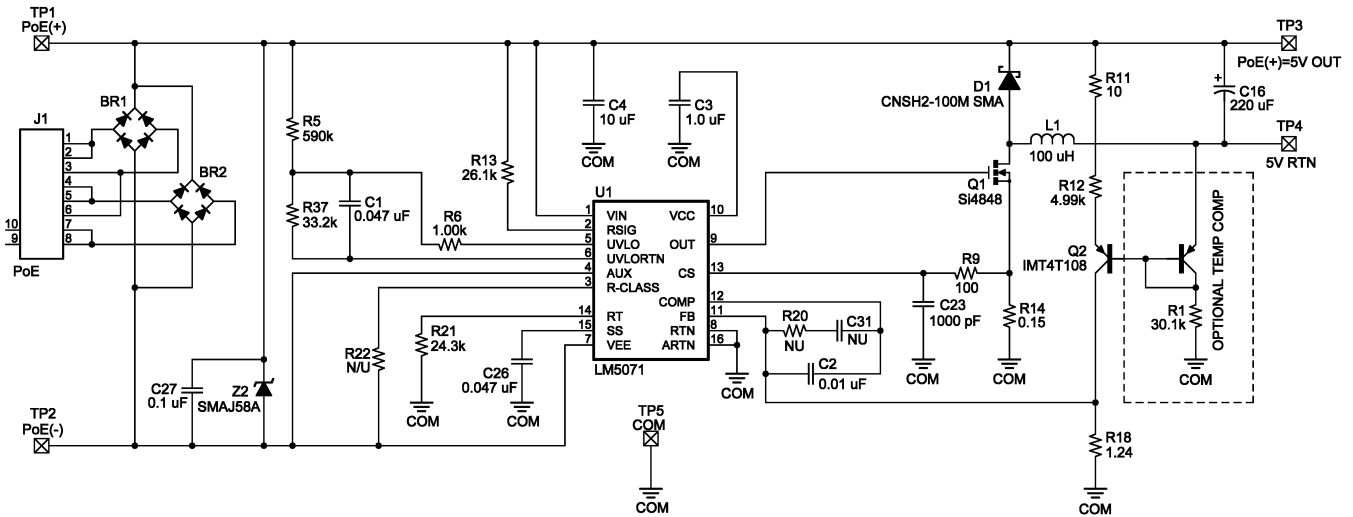 TP1
PoE(+)
TP3
PoE(+)=5V OUT
BR1
J1
1
2
3
4
5
6
7
8
10
9
PoE
BR2
R5
590k
R37
33.2k
C1
0.047 uF
R6
1.00k
R13
26.1k
C4
10 uF
COM
C3
1.0 uF
COM
D1
CNSH2-100M SMA
R11
10
C16
220 uF
L1
100 uH
TP4
5V RTN
Q1
Si4848
R12
4.99k
Q2
IMT4T108
OPTIONAL TEMP COMP
R1
30.1k
COM
U1
1 VIN
2 RSIG
5 UVLO
6 UVLORTN
4 AUX
3 R-CLASS
14 RT
15 SS
7 VEE
VCC 10
OUT 9
CS 13
COMP 12
FB 11
RTN 8
ARTN 16
LM5071
COM
R9
100
C23
1000 pF
COM
R14
0.15
COM
R20
NU
C31
NU
C2
0.01 uF
R22
N/U
R21
24.3k
COM
C26
0.047 uF
COM
C27
0.1 uF
Z2
SMAJ58A
TP2
PoE(-)
TP5
COM
COM
R18
1.24
COM